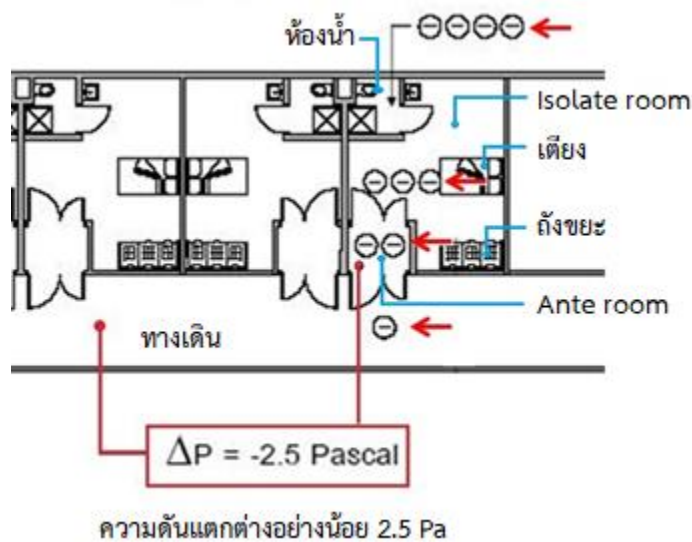 ห้องน้ำ
Isolate room
เตียง
ถังขยะ
Ante room
ทางเดิน
ΔP = -2.5 Pascal
ความดันแตกต่างอย่างน้อย 2.5 Pa